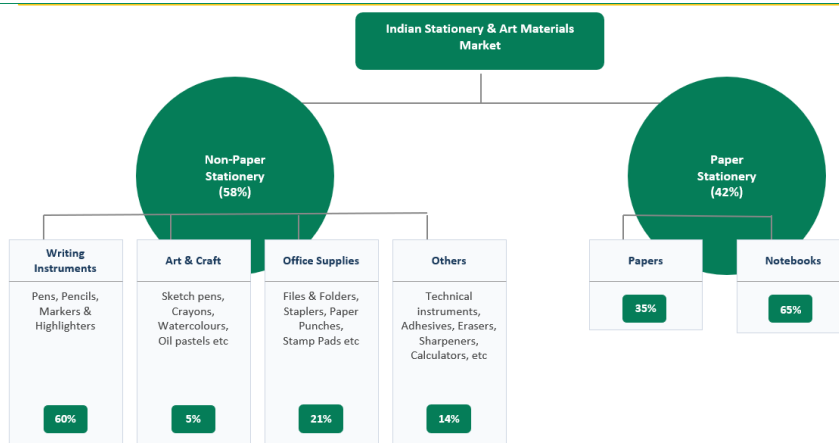 Indian Stationery & Art Materials
Market
Non-Paper
Stationery
(58%)
Paper
Stationery
(42%)
Writing
Instruments
Pens, Pencils,
Markers &
Highlighters
60%
Art & Craft
Sketch pens,
Crayons,
Watercolours,
Oil pastels etc
5%
Office Supplies
Files & Folders,
Staplers, Paper
Punches,
Stamp Pads etc
21%
Others
Technical
instruments,
Adhesives, Erasers,
Sharpeners,
Calculators, etc
14%
Papers
35%
Notebooks
65%